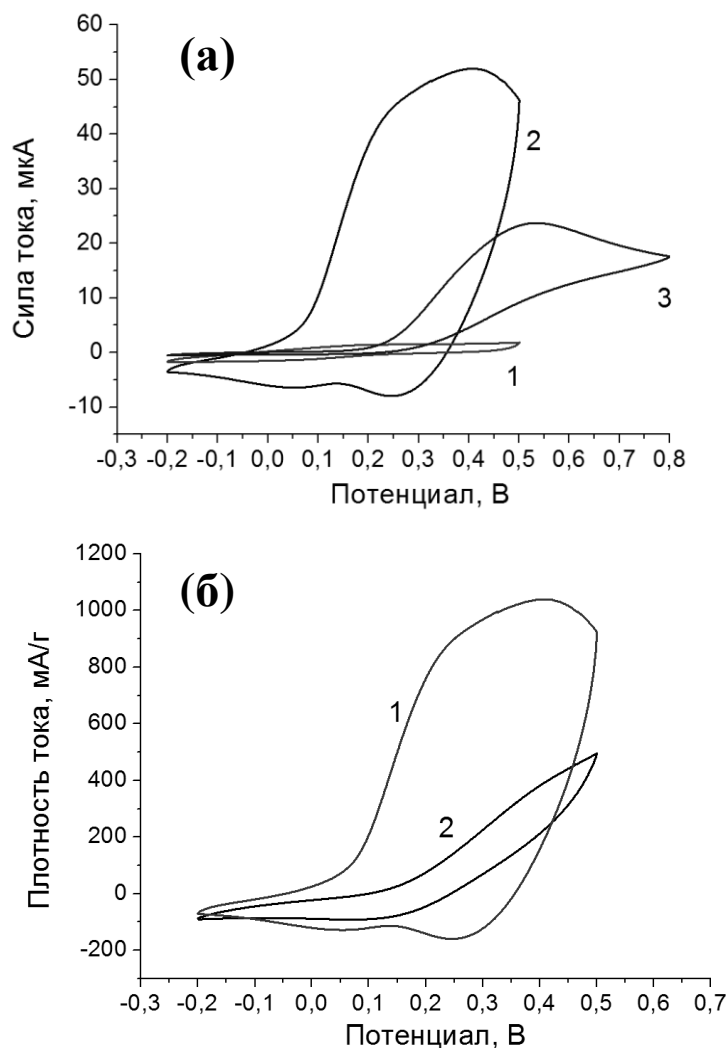 (а)
60
50
40
30
20
10
0
-10
Сила тока, мкА
2
3
1
-0,3 -0,2 -0,1 0,0 0,1 0,2 0,3 0,4 0,5 0,6 0,7 0,8
Потенциал, В
(б)
1200
1000
800
600
400
200
0
-200
Плотность тока, мА/г
1
2
-0,3 -0,2 -0,1 0,0 0,1 0,2 0,3 0,4 0,5 0,6 0,7
Потенциал, В